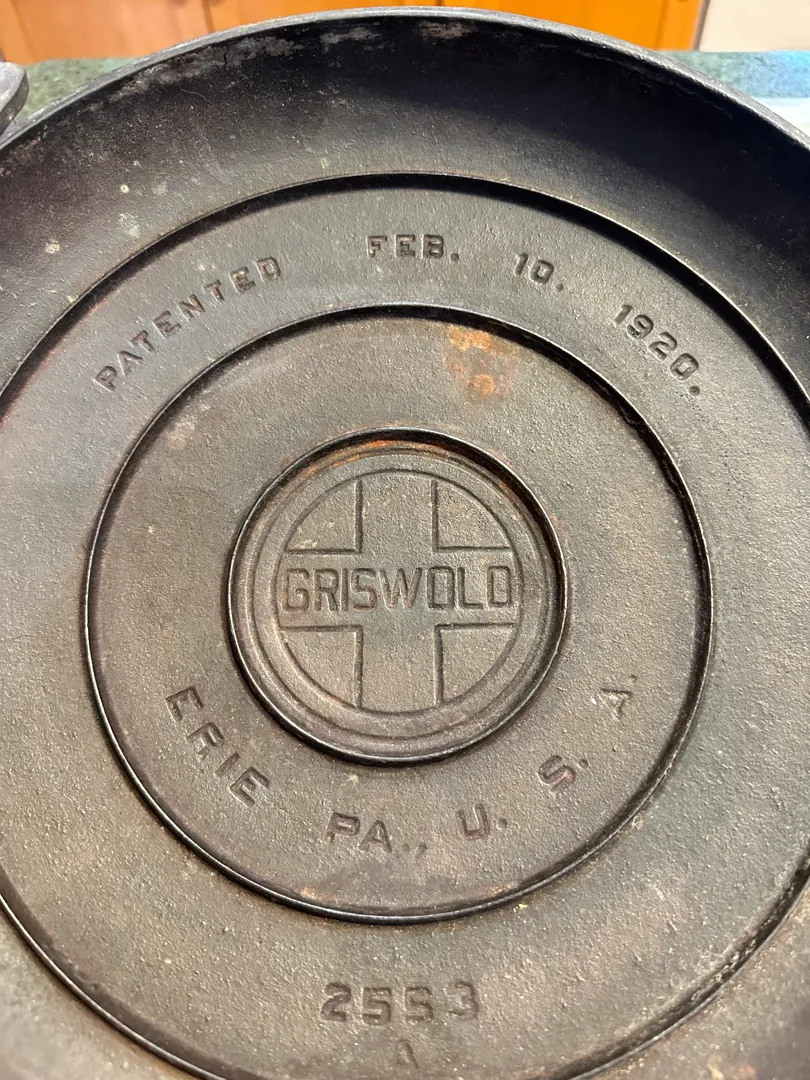 PATENTED FEB. 10. 1920.
GRISWOLD
ERIE PA., U. S. A.
2553
A